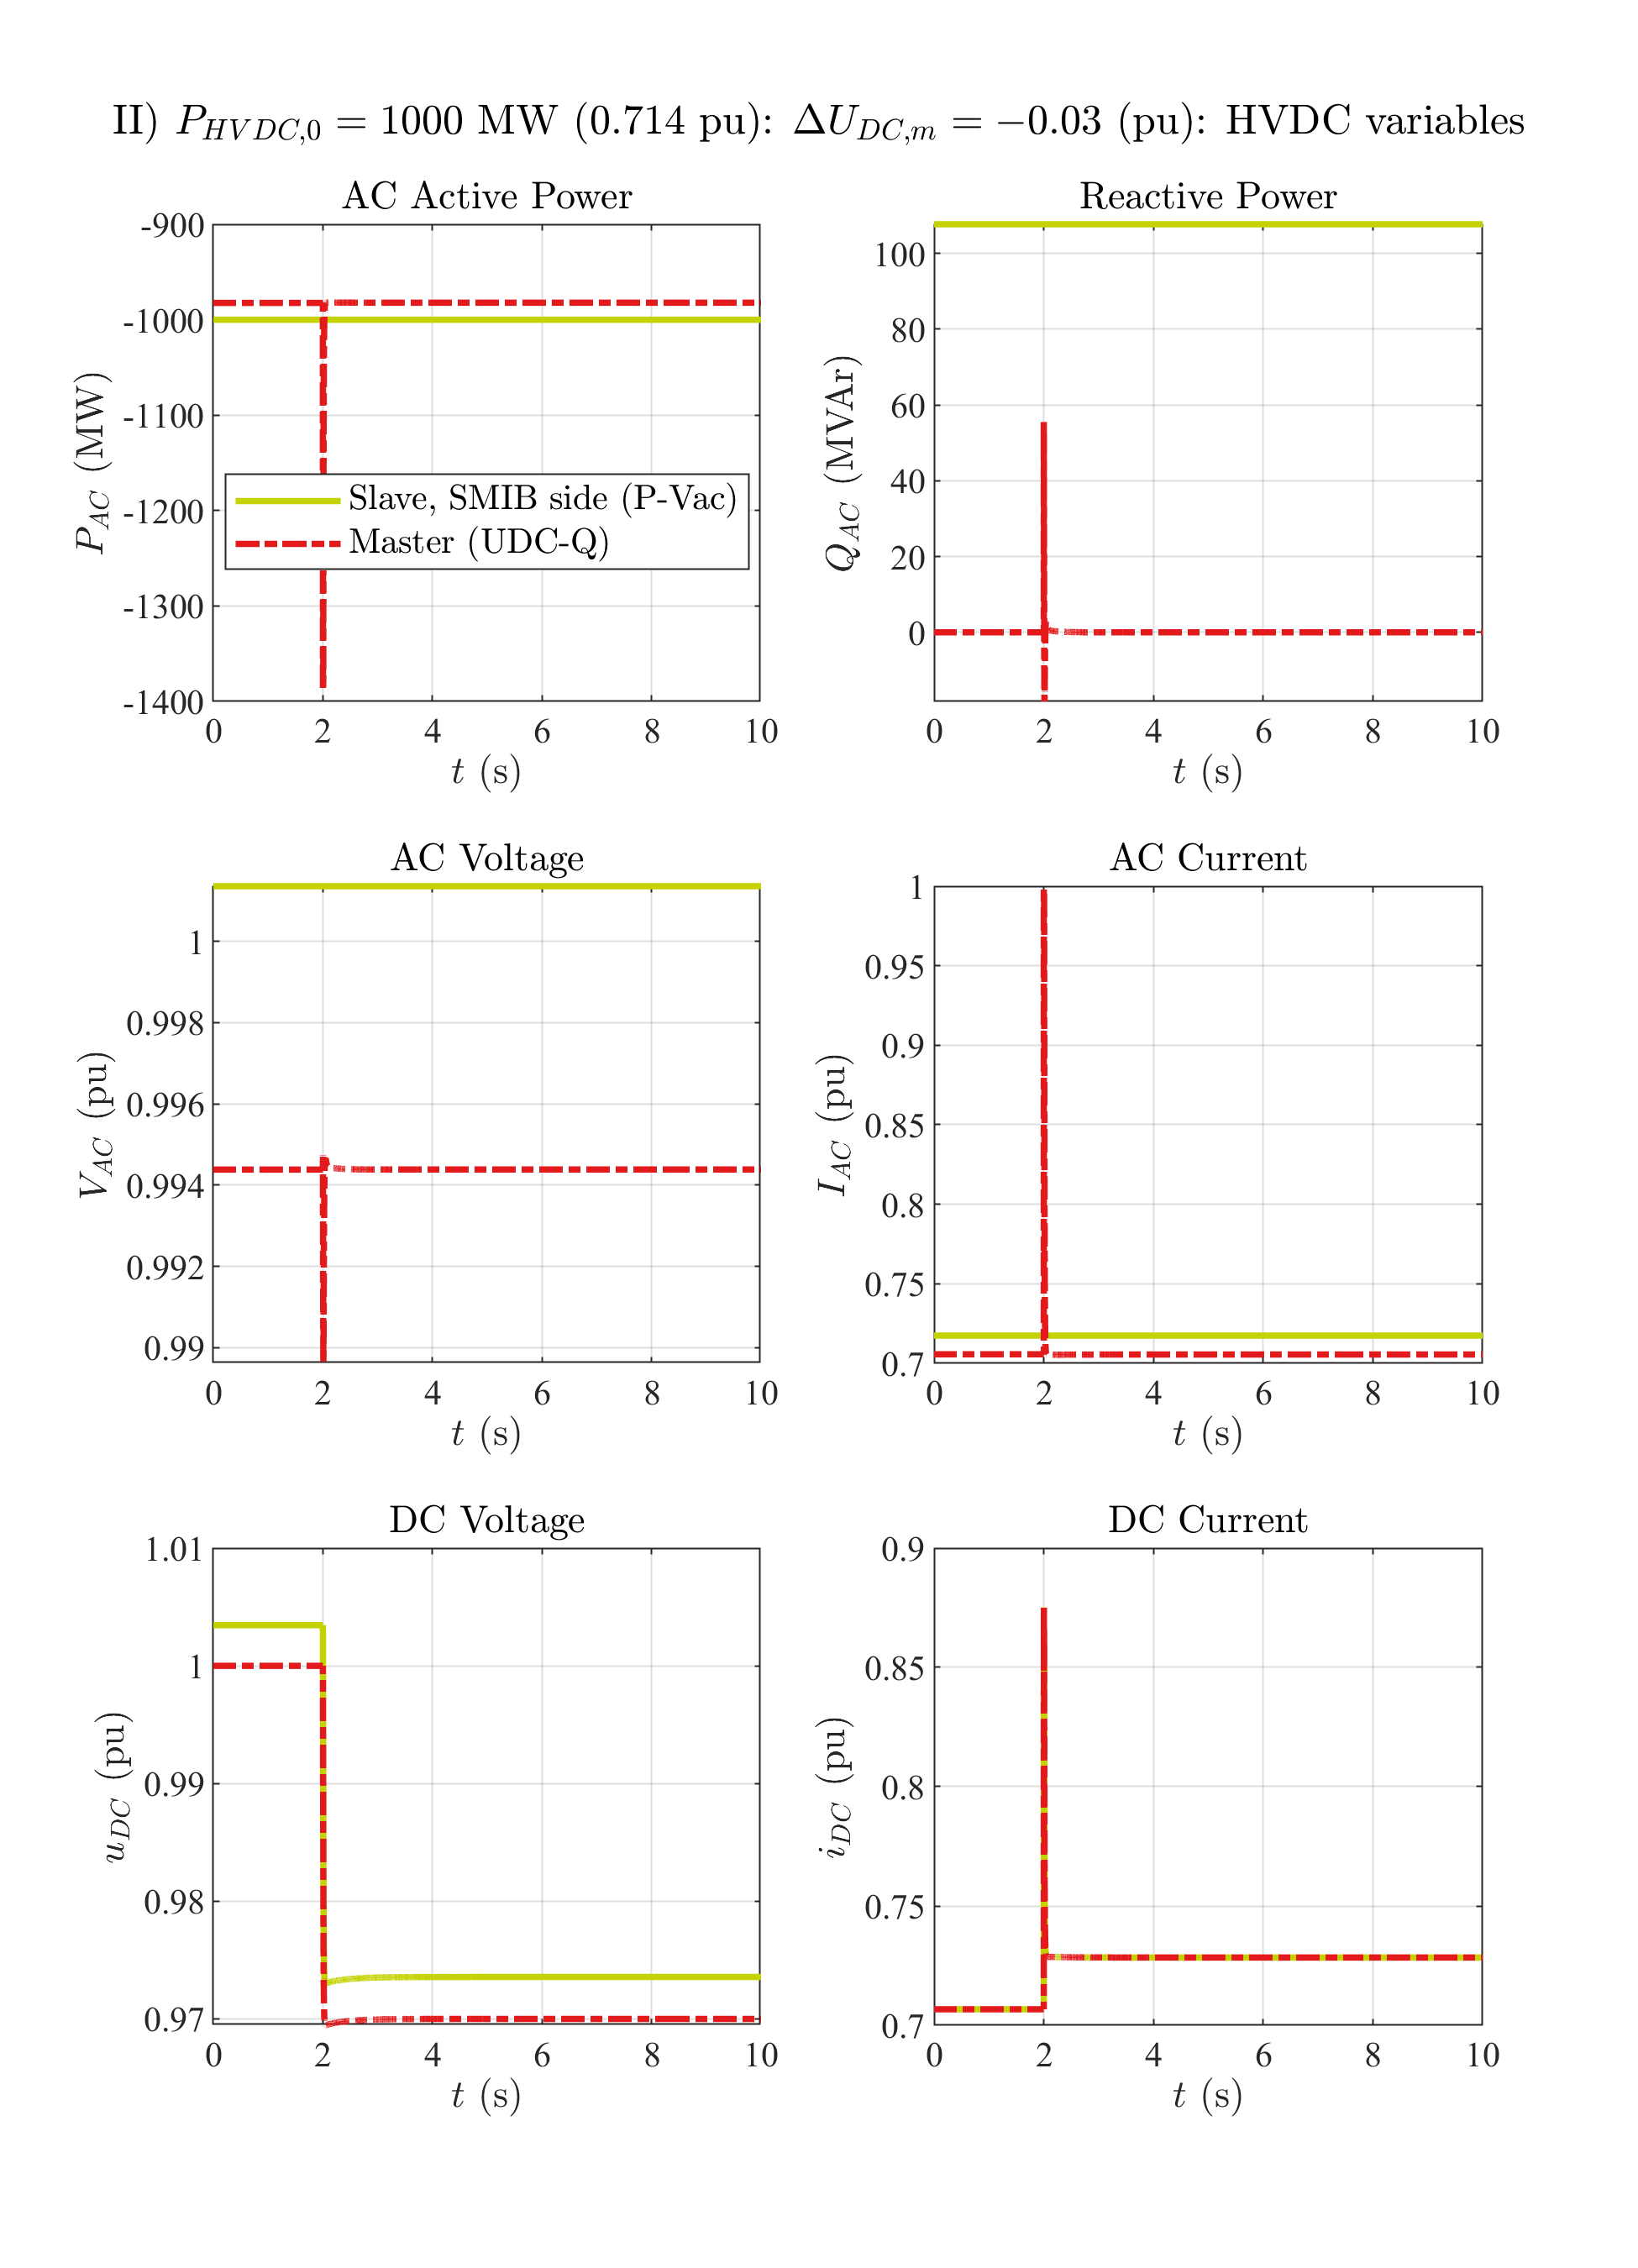 II) P_{HVDC,0} = 1000 MW (0.714 pu): ΔU_{DC,m} = −0.03 (pu): HVDC variables
AC Active Power
-900
-1000
-1100
-1200
-1300
-1400
P_{AC} (MW)
Slave, SMIB side (P-Vac)
Master (UDC-Q)
0 2 4 6 8 10
t (s)
Reactive Power
100
80
60
40
20
0
Q_{AC} (MVAr)
0 2 4 6 8 10
t (s)
AC Voltage
1
0.998
0.996
0.994
0.992
0.99
V_{AC} (pu)
0 2 4 6 8 10
t (s)
AC Current
1
0.95
0.9
0.85
0.8
0.75
0.7
I_{AC} (pu)
0 2 4 6 8 10
t (s)
DC Voltage
1.01
1
0.99
0.98
0.97
u_{DC} (pu)
0 2 4 6 8 10
t (s)
DC Current
0.9
0.85
0.8
0.75
0.7
i_{DC} (pu)
0 2 4 6 8 10
t (s)